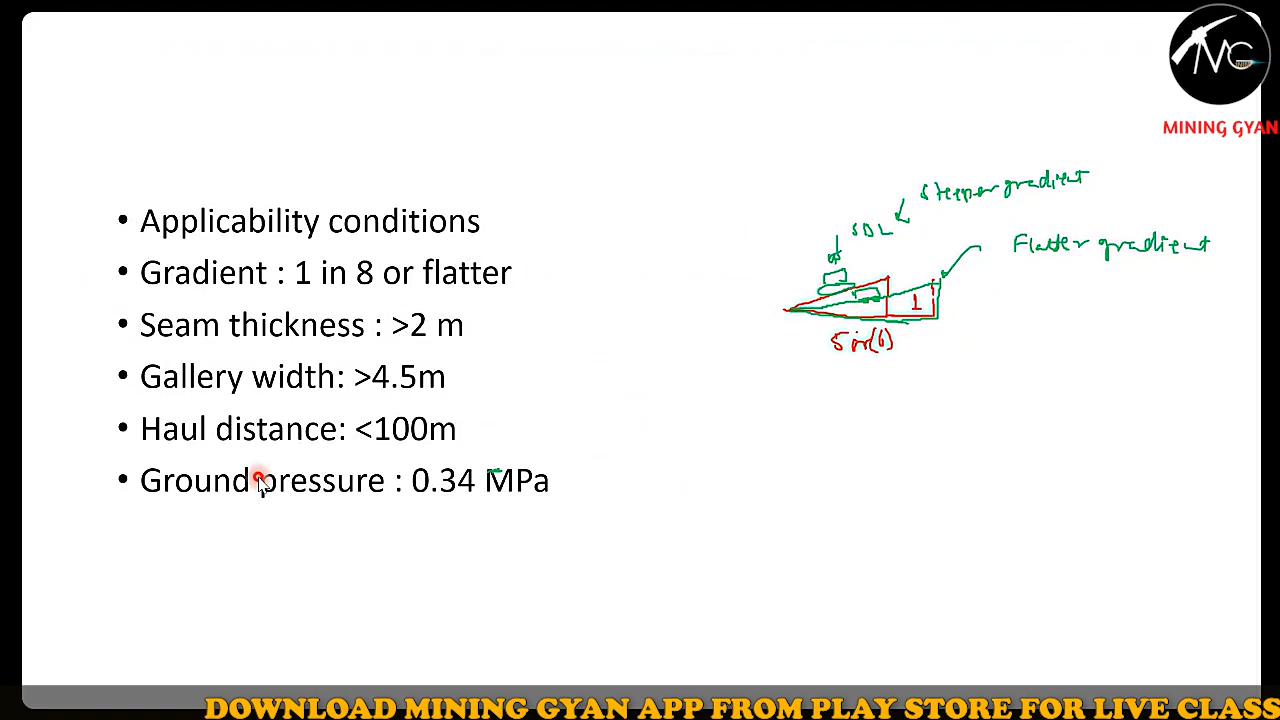 MG
MINING GYAN
• Applicability conditions
• Gradient : 1 in 8 or flatter
• Seam thickness : >2 m
• Gallery width: >4.5m
• Haul distance: <100m
• Ground pressure : 0.34 MPa
Steeper gradient
SDL
Flatter gradient
1
DOWNLOAD MINING GYAN APP FROM PLAY STORE FOR LIVE CLASS